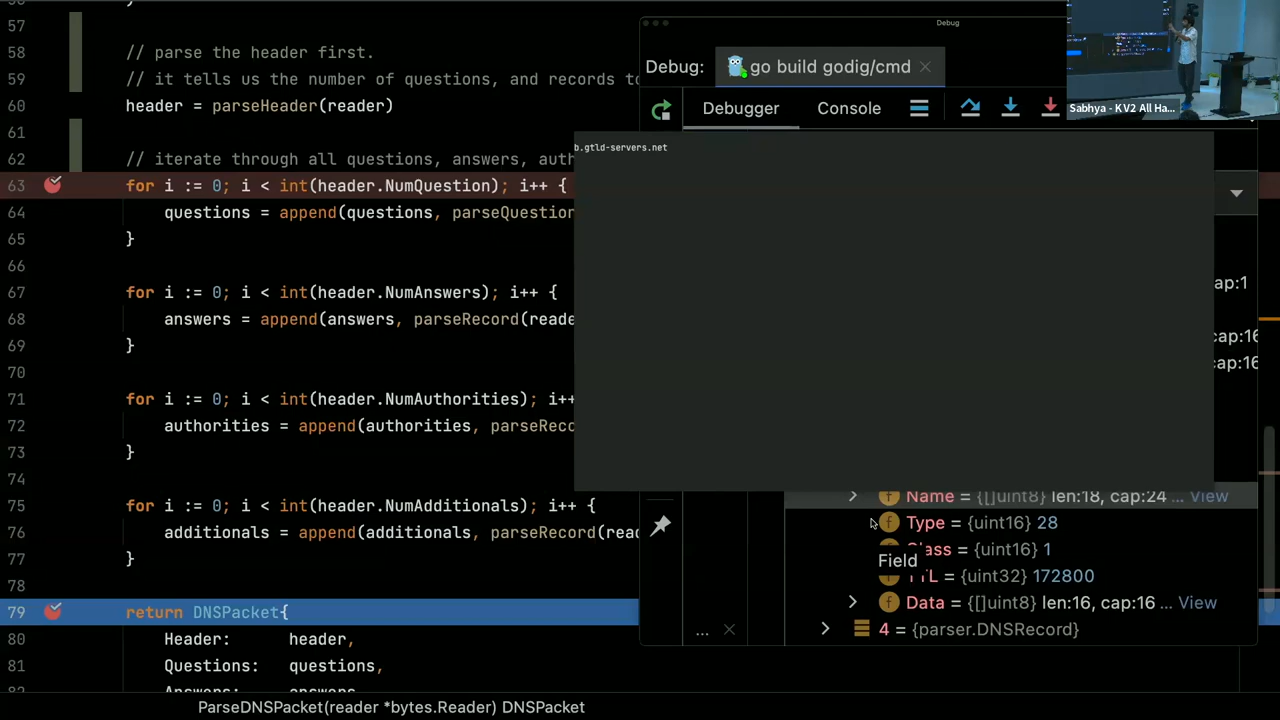 57
58 // parse the header first.
59 // it tells us the number of questions, and records to
60 header = parseHeader(reader)
61
62 // iterate through all questions, answers, auth
63 for i := 0; i < int(header.NumQuestion); i++ {
64 questions = append(questions, parseQuestion
65 }
66
67 for i := 0; i < int(header.NumAnswers); i++ {
68 answers = append(answers, parseRecord(reade
69 }
70
71 for i := 0; i < int(header.NumAuthorities); i++
72 authorities = append(authorities, parseReco
73 }
74
75 for i := 0; i < int(header.NumAdditionals); i++ {
76 additionals = append(additionals, parseRecord(rea
77 }
78
79 return DNSPacket{
80 Header: header,
81 Questions: questions,
82 Answers: answers
ParseDNSPacket(reader *bytes.Reader) DNSPacket
Debug
Debug: go build godig/cmd
Debugger Console
b.gtld-servers.net
ap:1
cap:16
cap:16
Name = {[]uint8} len:18, cap:24 ... View
Type = {uint16} 28
Class = {uint16} 1
Field
TTL = {uint32} 172800
Data = {[]uint8} len:16, cap:16 ... View
... 4 = {parser.DNSRecord}
Sabhya - KV2 All Ha...